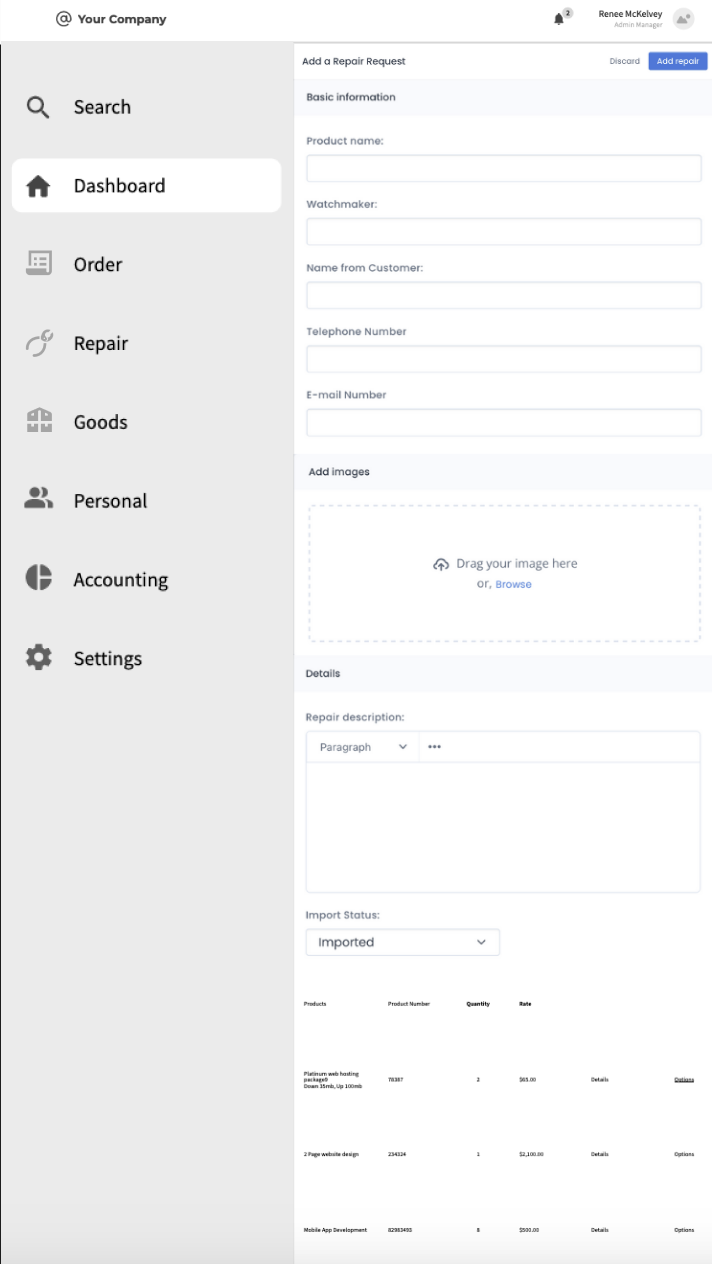 @ Your Company
2
Renee McKelvey
Admin Manager
Search
Dashboard
Order
Repair
Goods
Personal
Accounting
Settings
Add a Repair Request
Discard
Add repair
Basic information
Product name:
Watchmaker:
Name from Customer:
Telephone Number
E-mail Number
Add images
Drag your image here
or, Browse
Details
Repair description:
Paragraph
Import Status:
Imported
Products Product Number Quantity Rate
Platinum web hosting
package9
Down 35mb, Up 100mb
78387 2 $65.00 Details Options
2 Page website design 234324 1 $2,100.00 Details Options
Mobile App Development 82983493 8 $500.00 Details Options